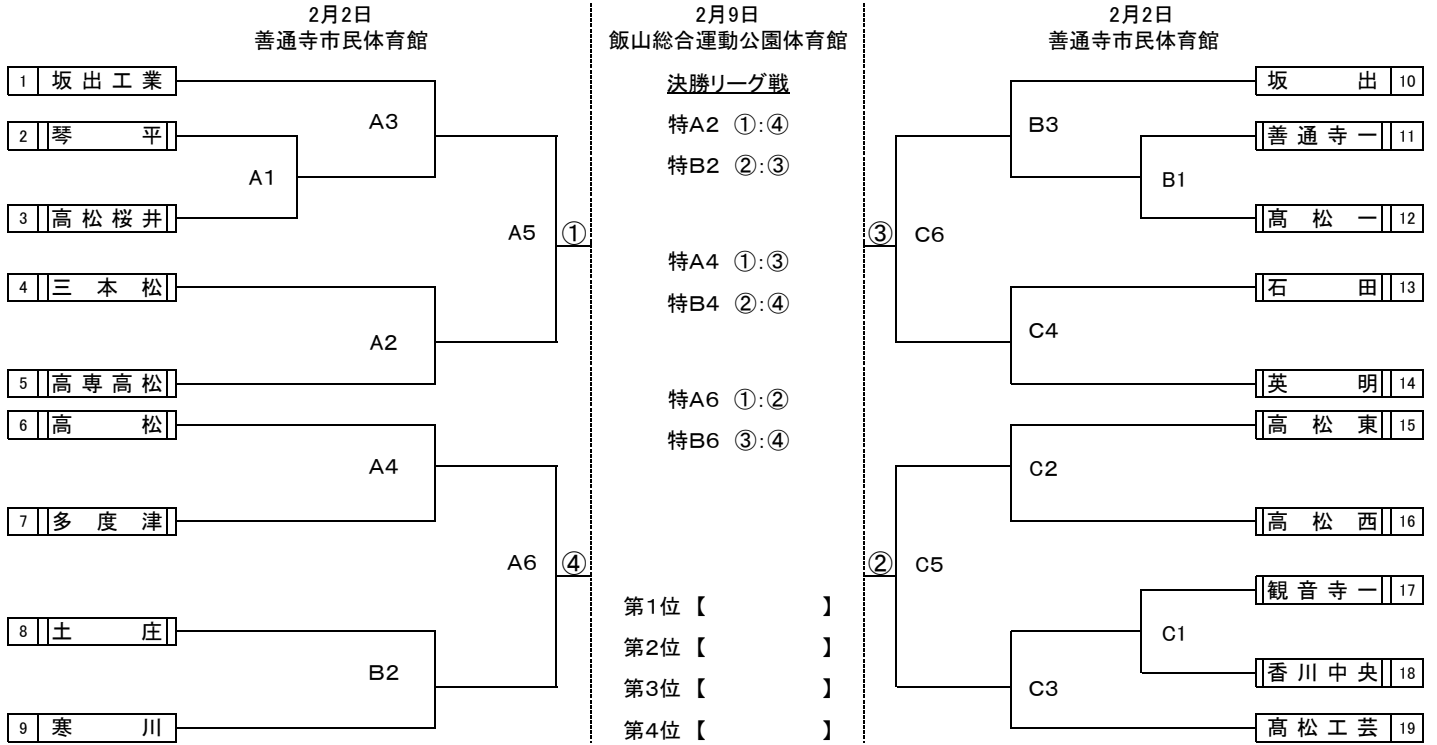 2月2日
善通寺市民体育館
1 坂出工業
2 琴平
3 高松桜井
4 三本松
5 高専高松
6 高松
7 多度津
8 土庄
9 寒川
A3
A1
A5
A2
A4
A6
B2
①
④
2月9日
飯山総合運動公園体育館
決勝リーグ戦
特A2 ①:④
特B2 ②:③
特A4 ①:③
特B4 ②:④
特A6 ①:②
特B6 ③:④
第1位 【 】
第2位 【 】
第3位 【 】
第4位 【 】
2月2日
善通寺市民体育館
③
②
B3
B1
C6
C4
C2
C5
C1
C3
坂出 10
善通寺一 11
髙松一 12
石田 13
英明 14
高松東 15
高松西 16
観音寺一 17
香川中央 18
髙松工芸 19